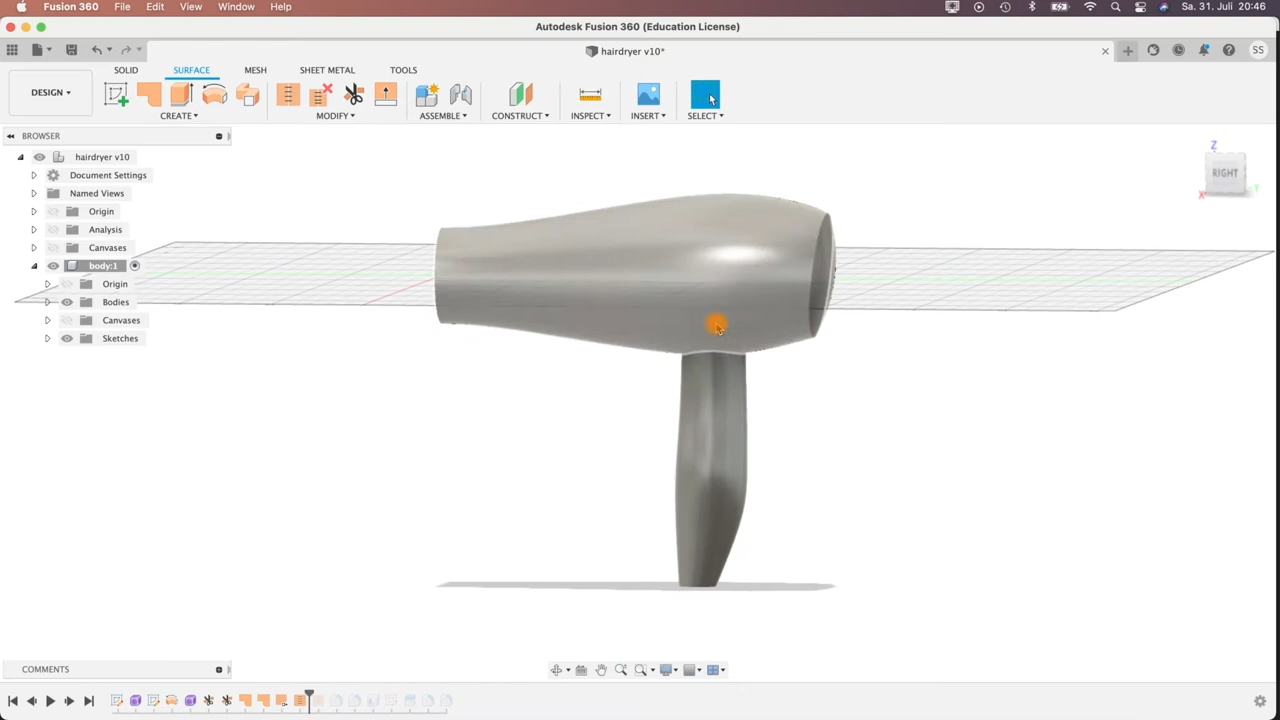 Fusion 360 File Edit View Window Help Sa. 31. Juli 20:46
Autodesk Fusion 360 (Education License)
hairdryer v10* SS
SOLID SURFACE MESH SHEET METAL TOOLS
DESIGN
CREATE MODIFY ASSEMBLE CONSTRUCT INSPECT INSERT SELECT
BROWSER
hairdryer v10
Document Settings
Named Views
Origin
Analysis
Canvases
body:1
Origin
Bodies
Canvases
Sketches
Z
RIGHT
X Y
COMMENTS